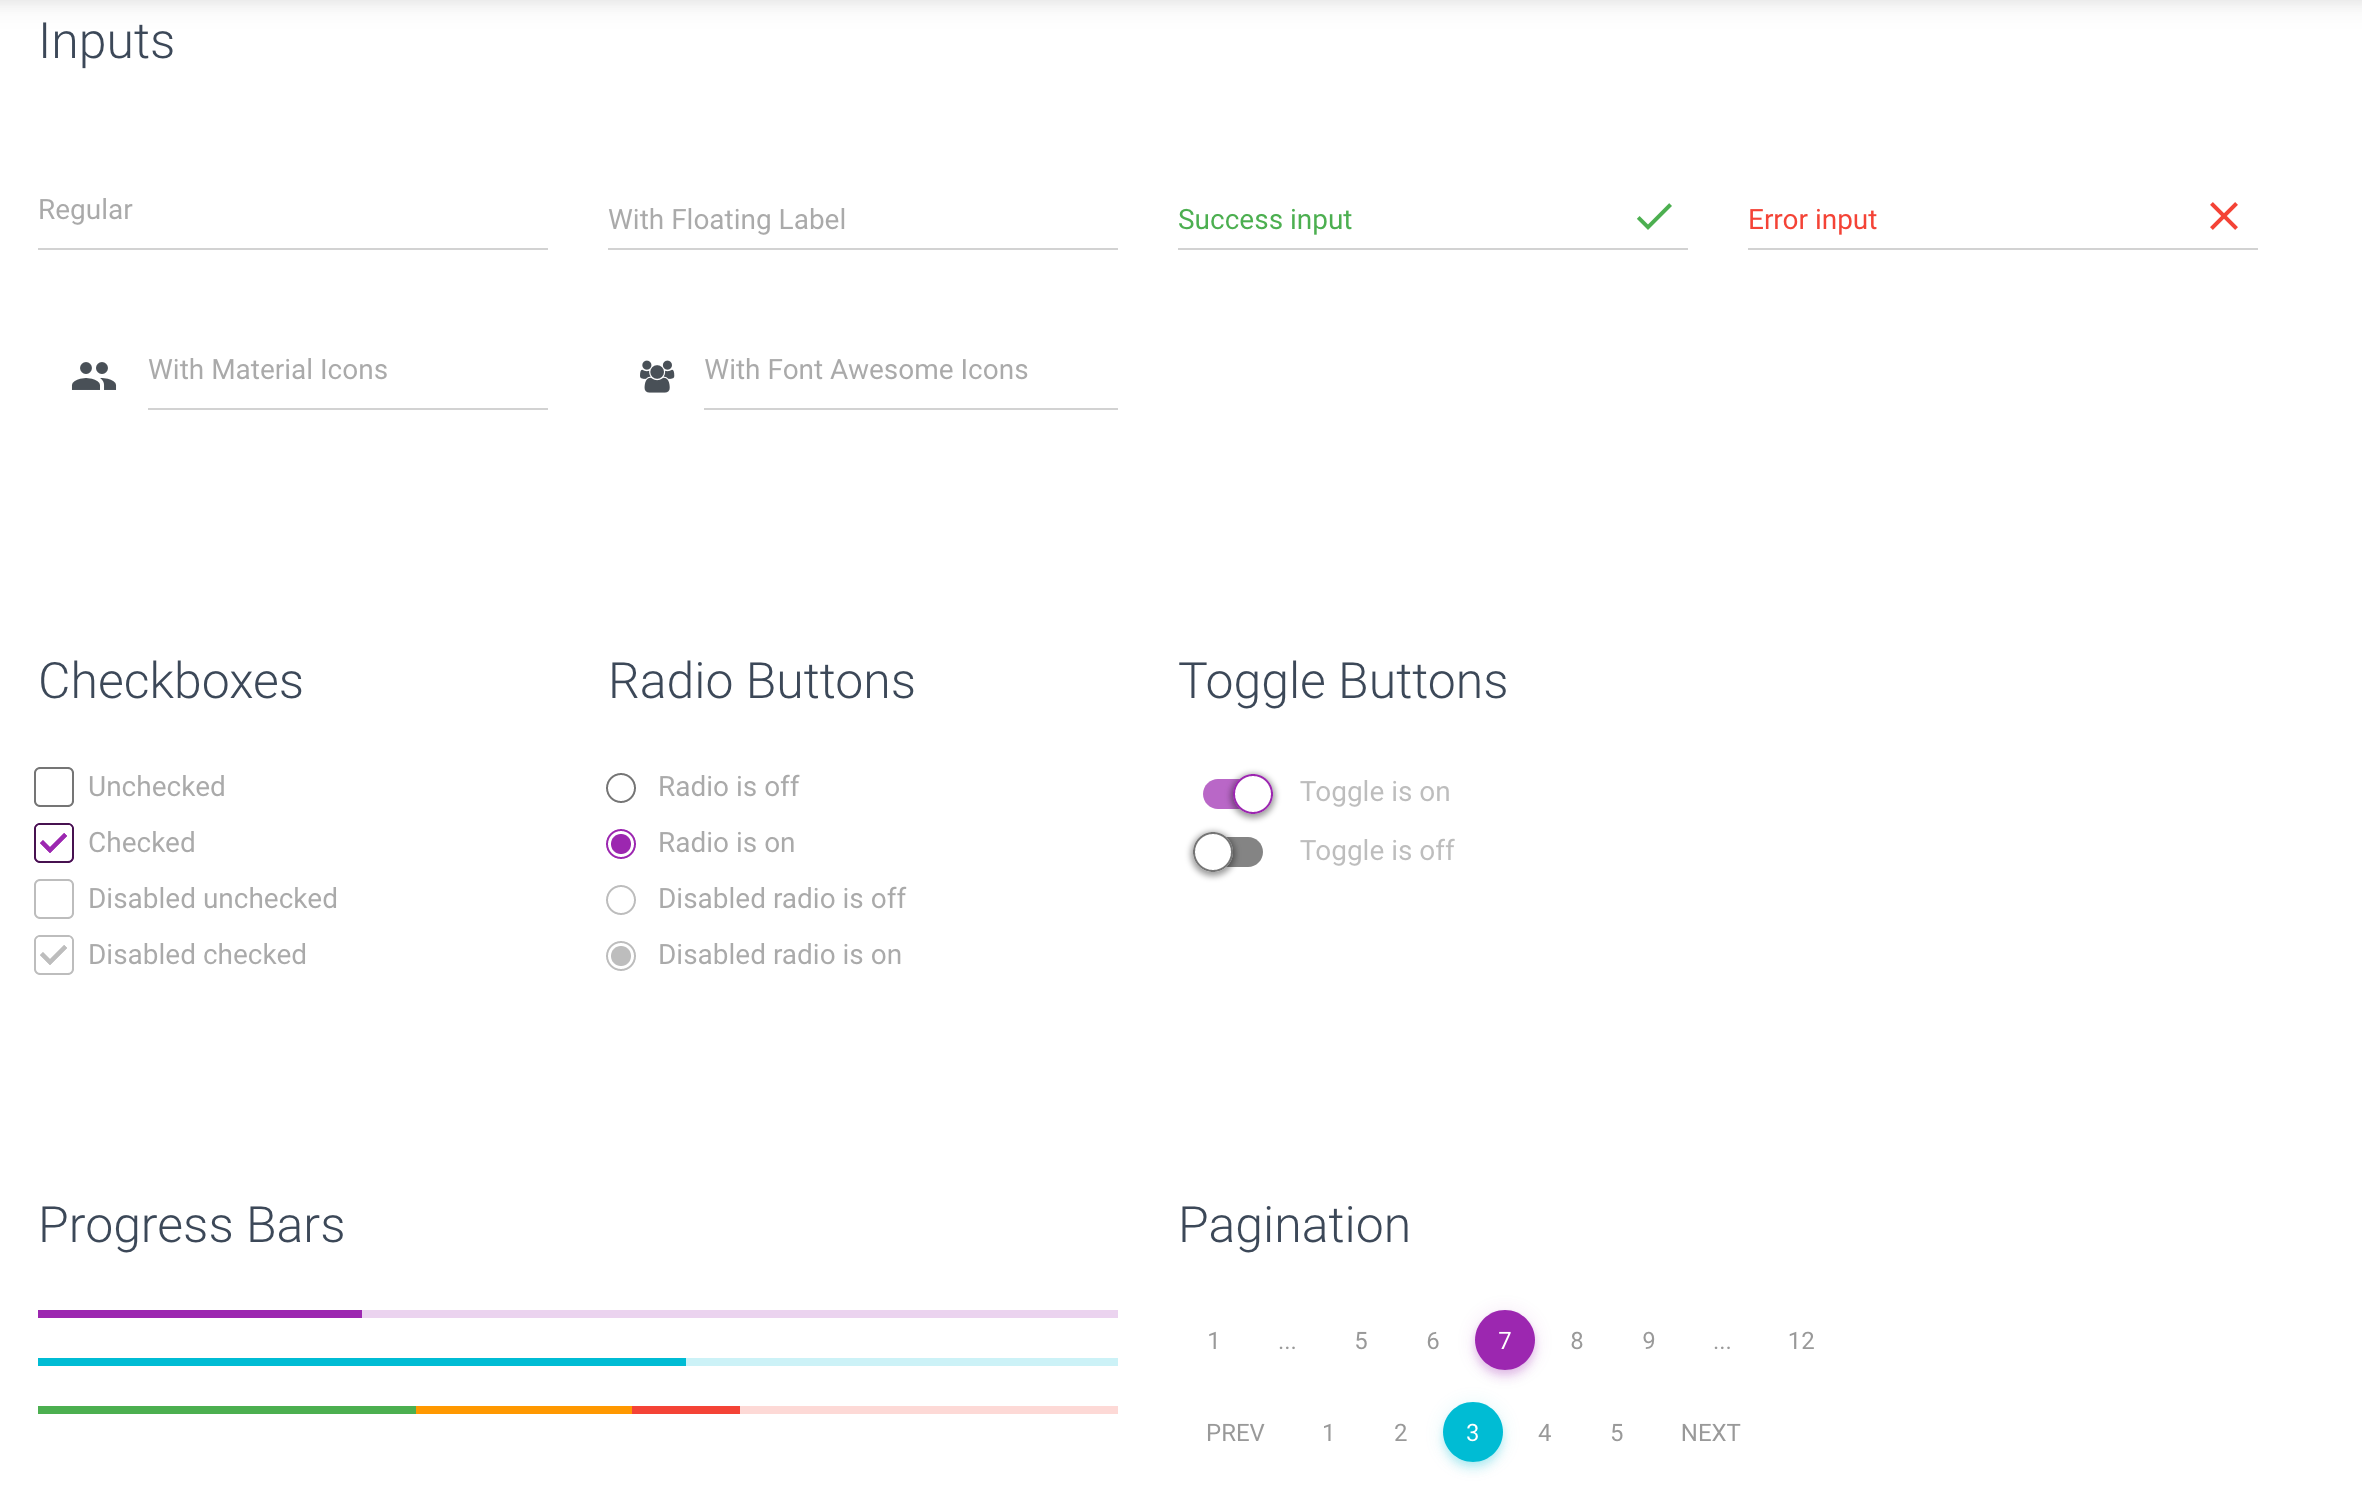 Inputs
Regular
With Floating Label
Success input
Error input
With Material Icons
With Font Awesome Icons
Checkboxes
Unchecked
Checked
Disabled unchecked
Disabled checked
Radio Buttons
Radio is off
Radio is on
Disabled radio is off
Disabled radio is on
Toggle Buttons
Toggle is on
Toggle is off
Progress Bars
Pagination
1 ... 5 6 7 8 9 ... 12
PREV 1 2 3 4 5 NEXT